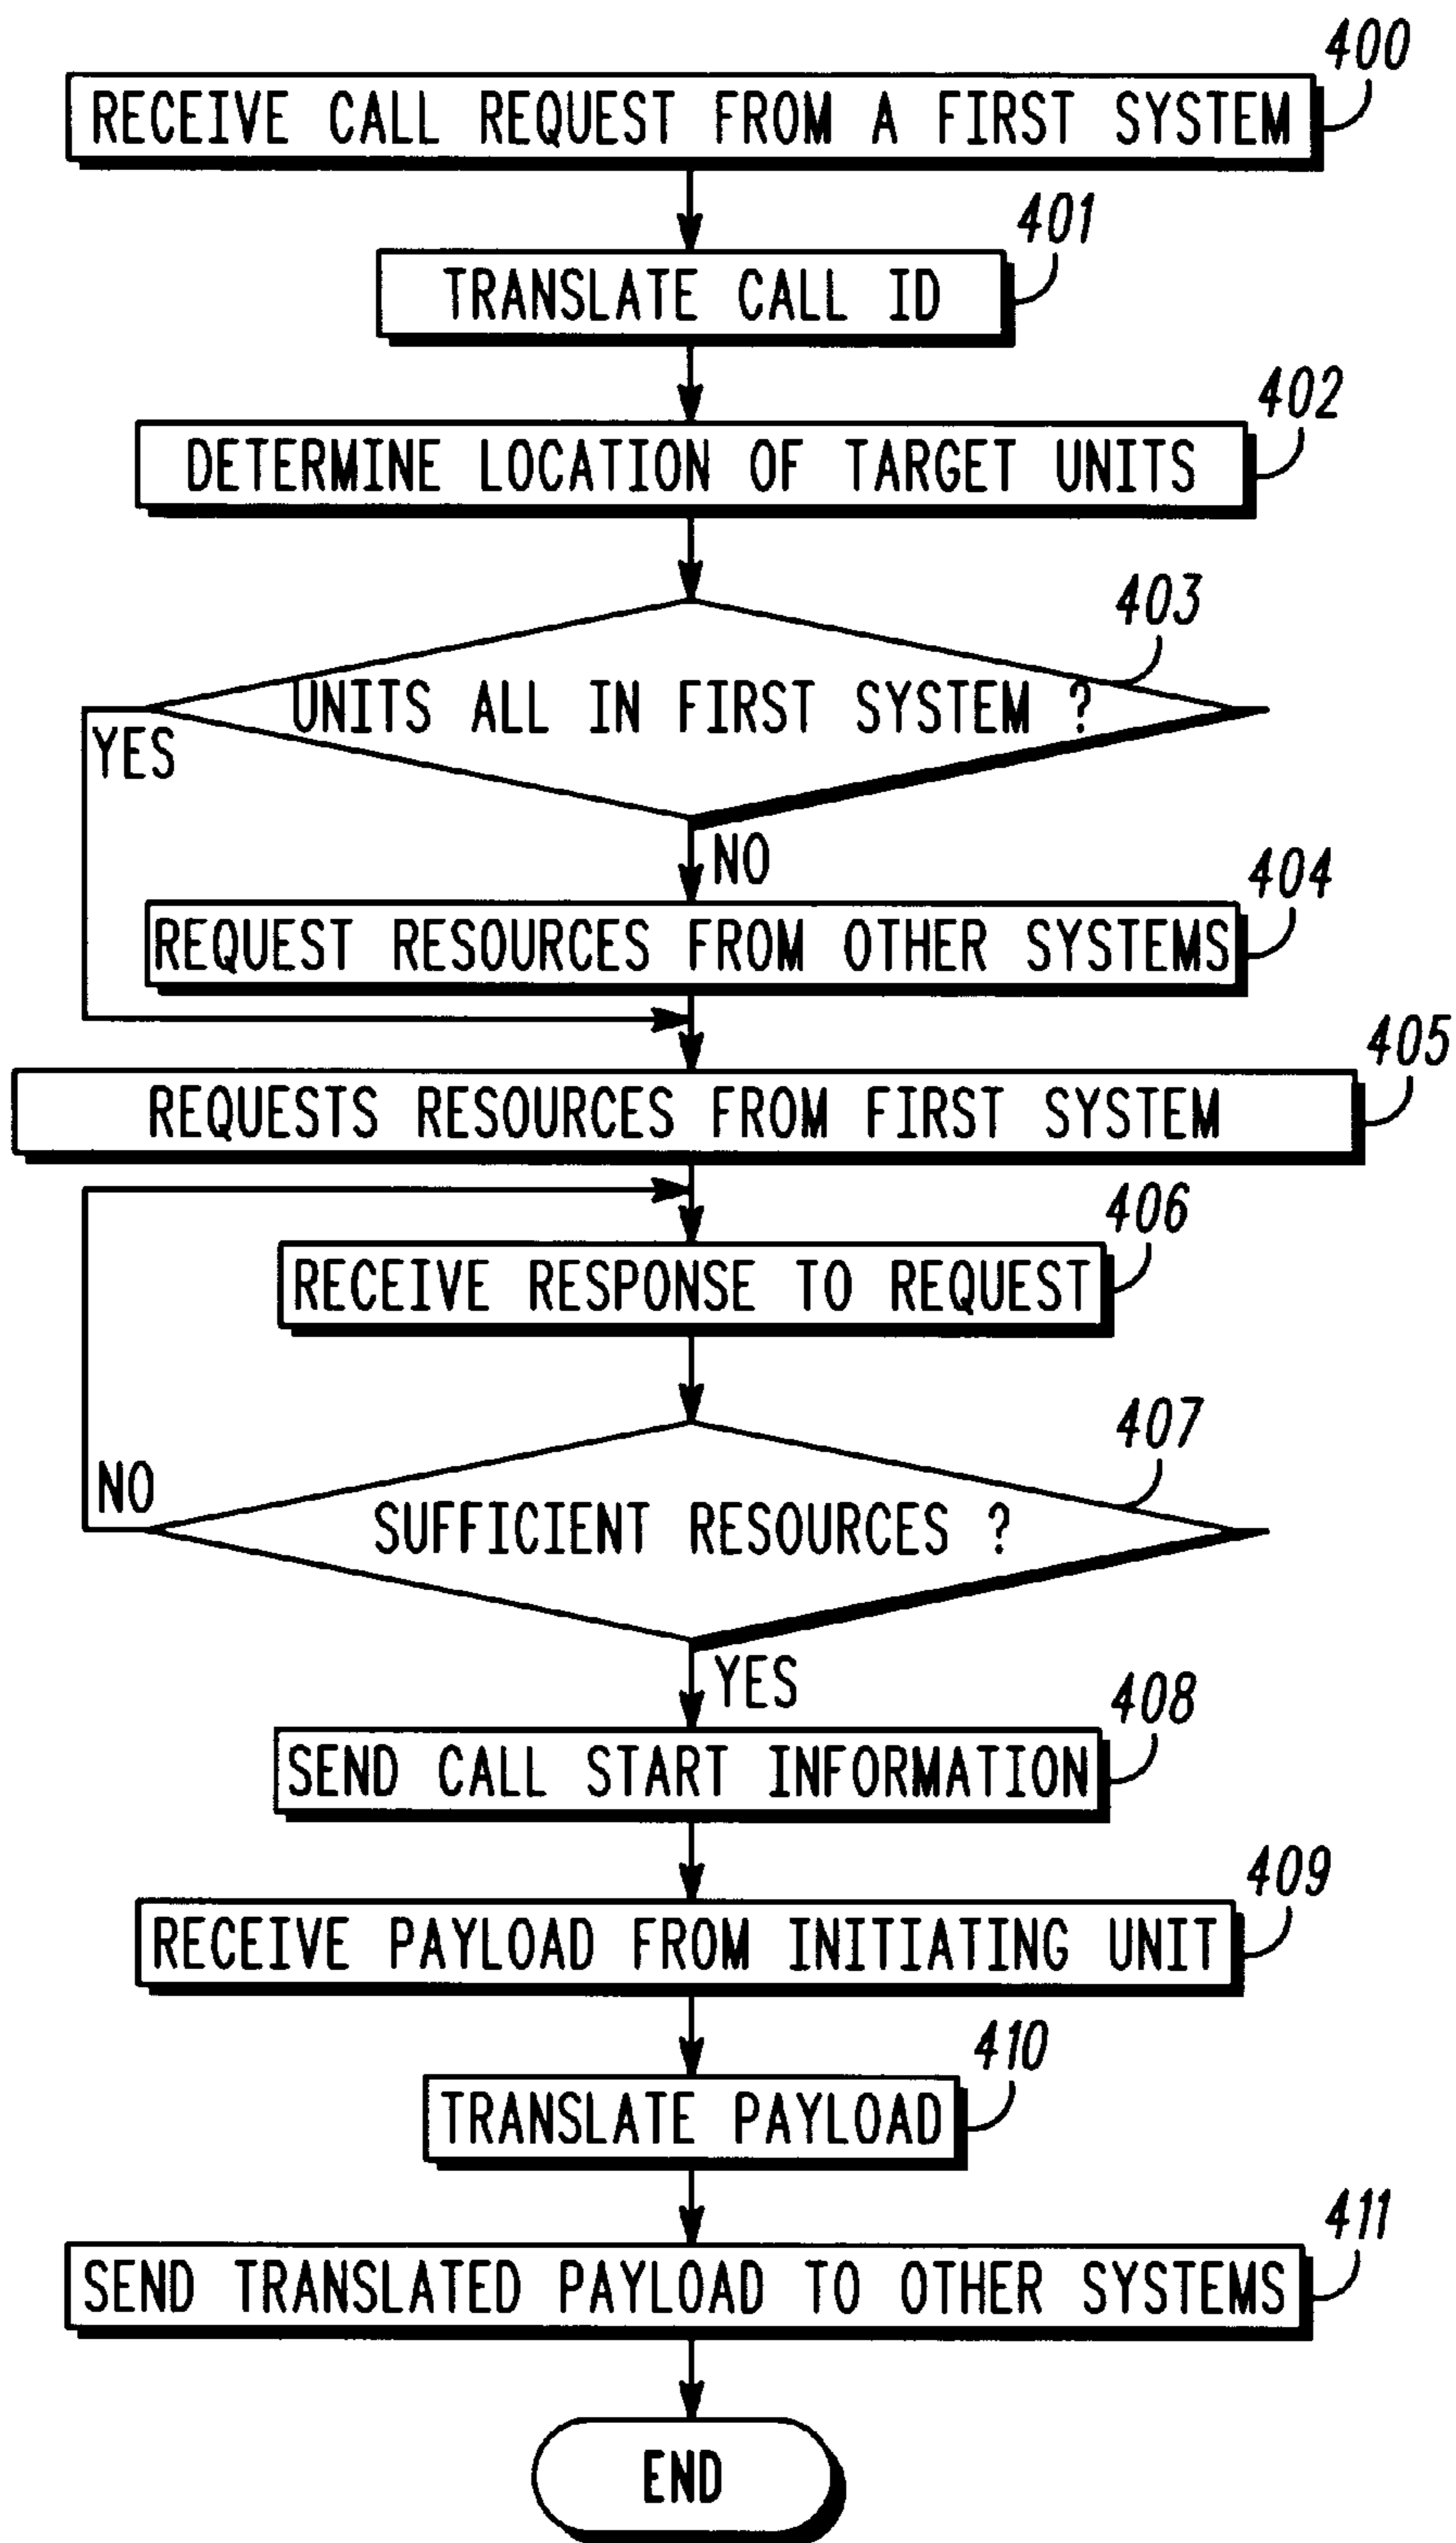 400
RECEIVE CALL REQUEST FROM A FIRST SYSTEM
401
TRANSLATE CALL ID
402
DETERMINE LOCATION OF TARGET UNITS
403
UNITS ALL IN FIRST SYSTEM ?
YES
NO
404
REQUEST RESOURCES FROM OTHER SYSTEMS
405
REQUESTS RESOURCES FROM FIRST SYSTEM
406
RECEIVE RESPONSE TO REQUEST
407
NO
SUFFICIENT RESOURCES ?
YES
408
SEND CALL START INFORMATION
409
RECEIVE PAYLOAD FROM INITIATING UNIT
410
TRANSLATE PAYLOAD
411
SEND TRANSLATED PAYLOAD TO OTHER SYSTEMS
END